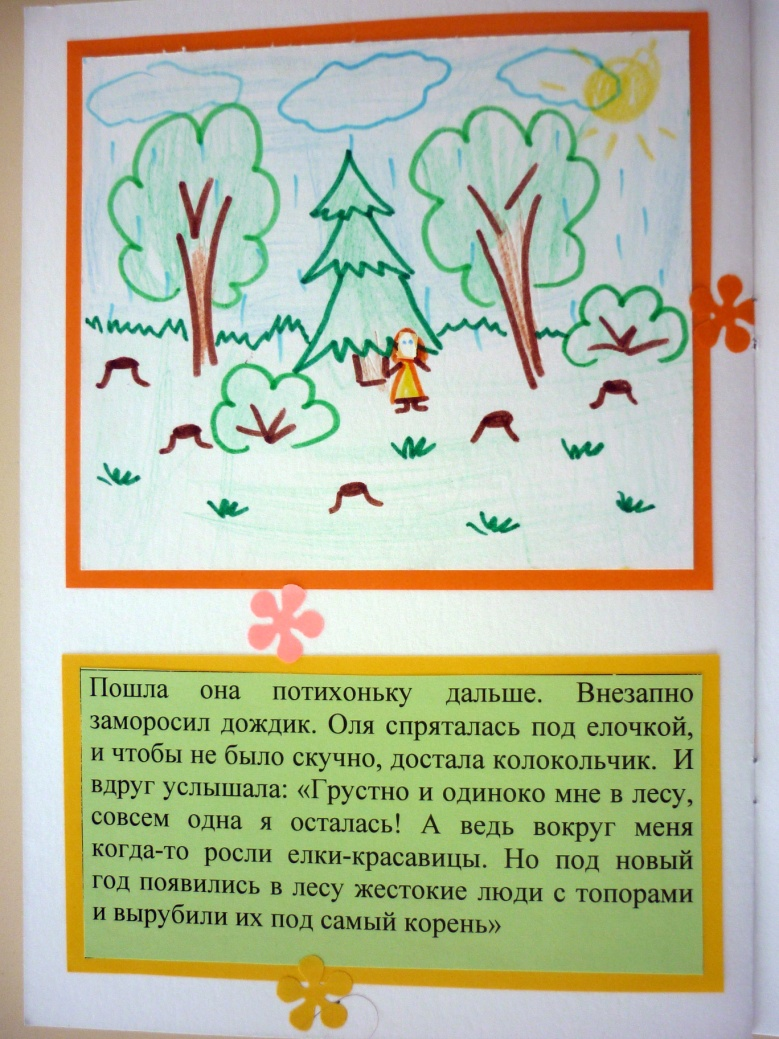 Пошла она потихоньку дальше. Внезапно
заморосил дождик. Оля спряталась под елочкой,
и чтобы не было скучно, достала колокольчик. И
вдруг услышала: «Грустно и одиноко мне в лесу,
совсем одна я осталась! А ведь вокруг меня
когда-то росли елки-красавицы. Но под новый
год появились в лесу жестокие люди с топорами
и вырубили их под самый корень»